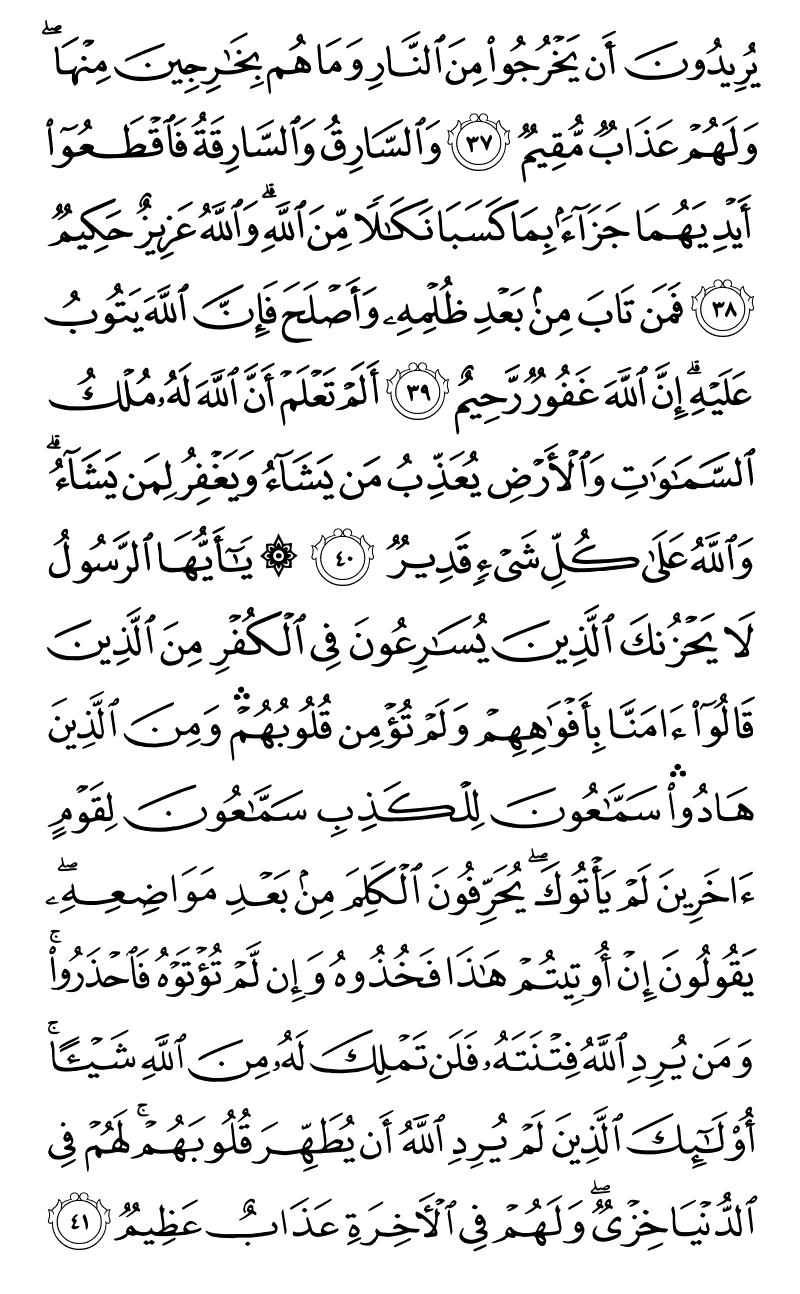 يُرِيدُونَ أَن يَخْرُجُوا۟ مِنَ ٱلنَّارِ وَمَا هُم بِخَـٰرِجِينَ مِنْهَا ۖ
وَلَهُمْ عَذَابٌ مُّقِيمٌ ٣٧ وَٱلسَّارِقُ وَٱلسَّارِقَةُ فَٱقْطَعُوٓا۟
أَيْدِيَهُمَا جَزَآءًۢ بِمَا كَسَبَا نَكَـٰلًا مِّنَ ٱللَّهِ ۗ وَٱللَّهُ عَزِيزٌ حَكِيمٌ
٣٨ فَمَن تَابَ مِنۢ بَعْدِ ظُلْمِهِۦ وَأَصْلَحَ فَإِنَّ ٱللَّهَ يَتُوبُ
عَلَيْهِ ۗ إِنَّ ٱللَّهَ غَفُورٌ رَّحِيمٌ ٣٩ أَلَمْ تَعْلَمْ أَنَّ ٱللَّهَ لَهُۥ مُلْكُ
ٱلسَّمَـٰوَٰتِ وَٱلْأَرْضِ يُعَذِّبُ مَن يَشَآءُ وَيَغْفِرُ لِمَن يَشَآءُ ۗ
وَٱللَّهُ عَلَىٰ كُلِّ شَىْءٍ قَدِيرٌ ٤٠ ۞ يَـٰٓأَيُّهَا ٱلرَّسُولُ
لَا يَحْزُنكَ ٱلَّذِينَ يُسَـٰرِعُونَ فِى ٱلْكُفْرِ مِنَ ٱلَّذِينَ
قَالُوٓا۟ ءَامَنَّا بِأَفْوَٰهِهِمْ وَلَمْ تُؤْمِن قُلُوبُهُمْ ۛ وَمِنَ ٱلَّذِينَ
هَادُوا۟ ۛ سَمَّـٰعُونَ لِلْكَذِبِ سَمَّـٰعُونَ لِقَوْمٍ
ءَاخَرِينَ لَمْ يَأْتُوكَ ۖ يُحَرِّفُونَ ٱلْكَلِمَ مِنۢ بَعْدِ مَوَاضِعِهِۦ ۖ
يَقُولُونَ إِنْ أُوتِيتُمْ هَـٰذَا فَخُذُوهُ وَإِن لَّمْ تُؤْتَوْهُ فَٱحْذَرُوا۟ ۚ
وَمَن يُرِدِ ٱللَّهُ فِتْنَتَهُۥ فَلَن تَمْلِكَ لَهُۥ مِنَ ٱللَّهِ شَيْـًٔا ۚ
أُو۟لَـٰٓئِكَ ٱلَّذِينَ لَمْ يُرِدِ ٱللَّهُ أَن يُطَهِّرَ قُلُوبَهُمْ ۚ لَهُمْ فِى
ٱلدُّنْيَا خِزْىٌ ۖ وَلَهُمْ فِى ٱلْـَٔاخِرَةِ عَذَابٌ عَظِيمٌ ٤١